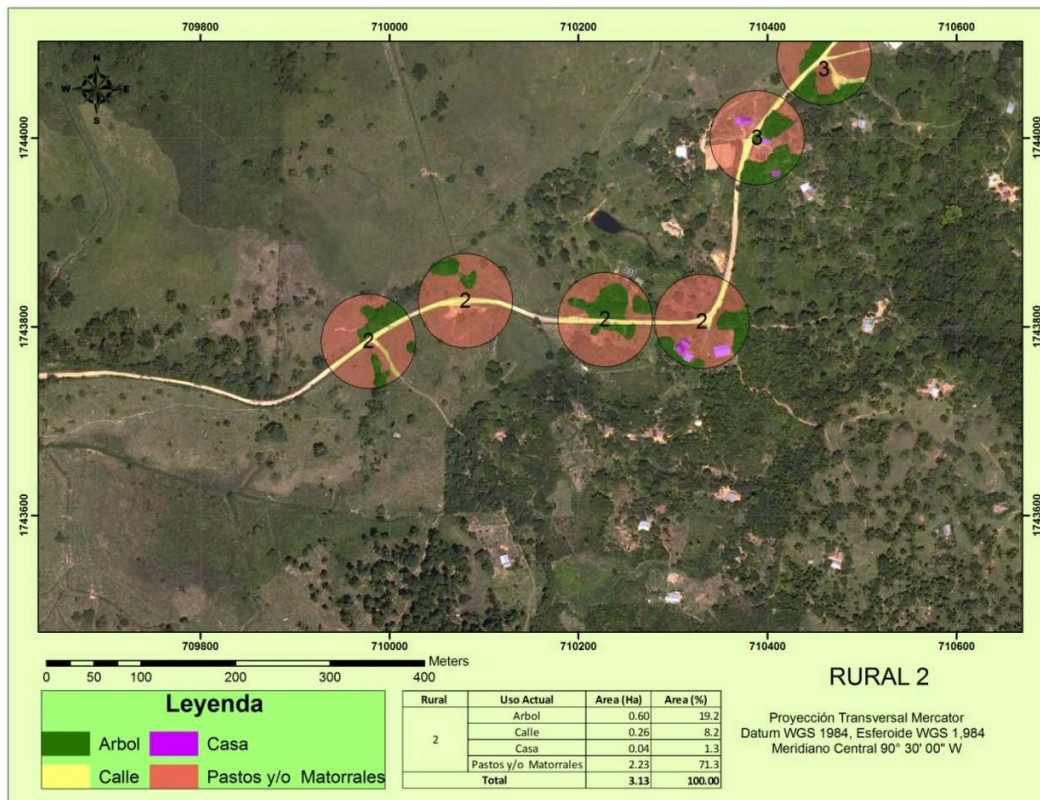 709800 710000 710200 710400 710600
N
W E
S
1744000 1744000
1743800 1743800
1743600 1743600
3
3
2
2
2
2
709800 710000 710200 710400 710600
Meters
0 50 100 200 300 400
Leyenda
Arbol Casa
Calle Pastos y/o Matorrales
Rural Uso Actual Area (Ha) Area (%)
2
Arbol 0.60 19.2
Calle 0.26 8.2
Casa 0.04 1.3
Pastos y/o Matorrales 2.23 71.3
Total 3.13 100.00
RURAL 2
Proyección Transversal Mercator
Datum WGS 1984, Esferoide WGS 1,984
Meridiano Central 90° 30' 00" W